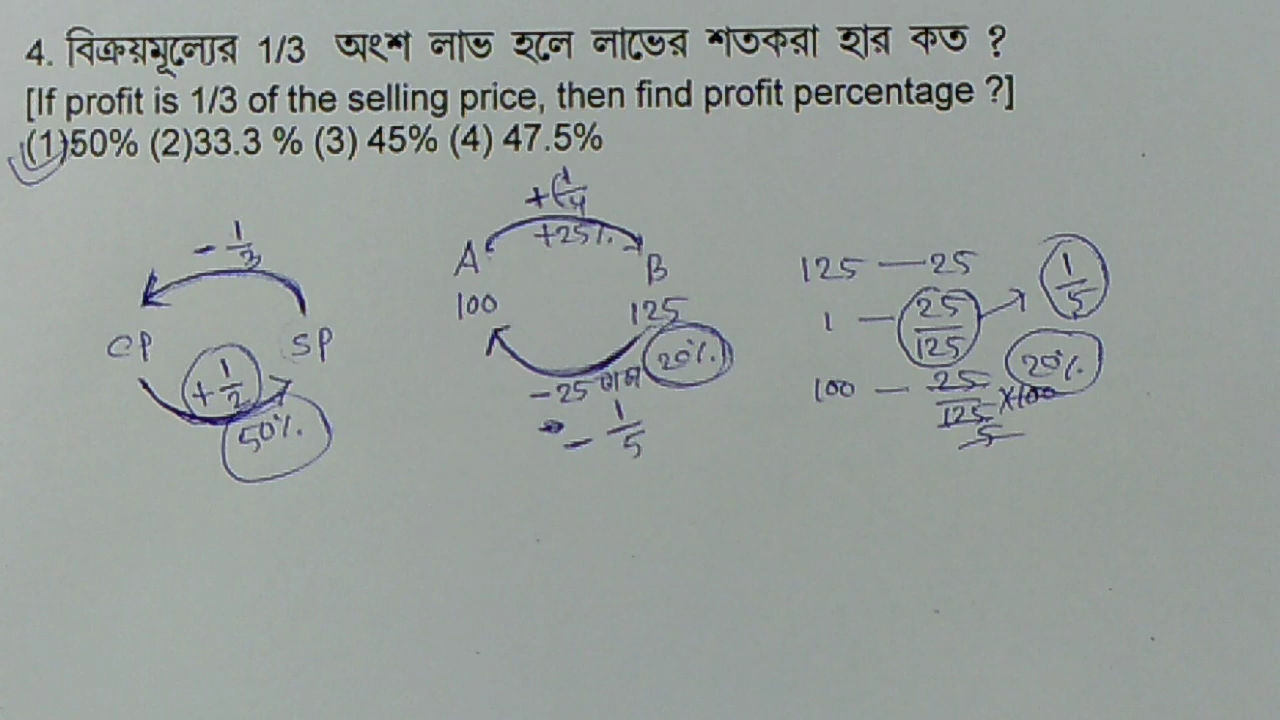 4. বিক্রয়মূল্যের 1/3 অংশ লাভ হলে লাভের শতকরা হার কত ?
[If profit is 1/3 of the selling price, then find profit percentage ?]
(1)50% (2)33.3 % (3) 45% (4) 47.5%
- 1/3
CP SP
+ 1/2
50%
+ 1/4
+25%
A B
100 125
20%
-25
- 1/5
125 — 25
1 — 25/125 → 1/5
100 — 25/125 × 100
5
20%